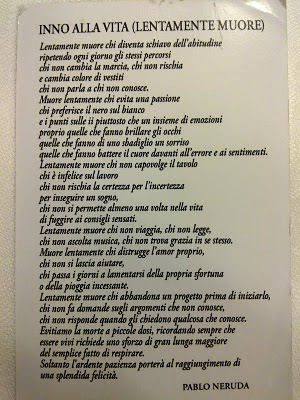 INNO ALLA VITA (LENTAMENTE MUORE)
Lentamente muore chi diventa schiavo dell'abitudine
ripetendo ogni giorno gli stessi percorsi
chi non cambia la marcia, chi non rischia
e cambia colore di vestiti
chi non parla a chi non conosce.
Muore lentamente chi evita una passione
chi preferisce il nero sul bianco
e i punti sulle ii piuttosto che un insieme di emozioni
proprio quelle che fanno brillare gli occhi
quelle che fanno di uno sbadiglio un sorriso
quelle che fanno battere il cuore davanti all'errore e ai sentimenti.
Lentamente muore chi non capovolge il tavolo
chi è infelice sul lavoro
chi non rischia la certezza per l'incertezza
per inseguire un sogno,
chi non si permette almeno una volta nella vita
di fuggire ai consigli sensati.
Lentamente muore chi non viaggia, chi non legge,
chi non ascolta musica, chi non trova grazia in se stesso.
Muore lentamente chi distrugge l'amor proprio,
chi non si lascia aiutare,
chi passa i giorni a lamentarsi della propria sfortuna
o della pioggia incessante.
Lentamente muore chi abbandona un progetto prima di iniziarlo,
chi non fa domande sugli argomenti che non conosce,
chi non risponde quando gli chiedono qualcosa che conosce.
Evitiamo la morte a piccole dosi, ricordando sempre che
essere vivi richiede uno sforzo di gran lunga maggiore
del semplice fatto di respirare.
Soltanto l'ardente pazienza porterà al raggiungimento di
una splendida felicità.
PABLO NERUDA